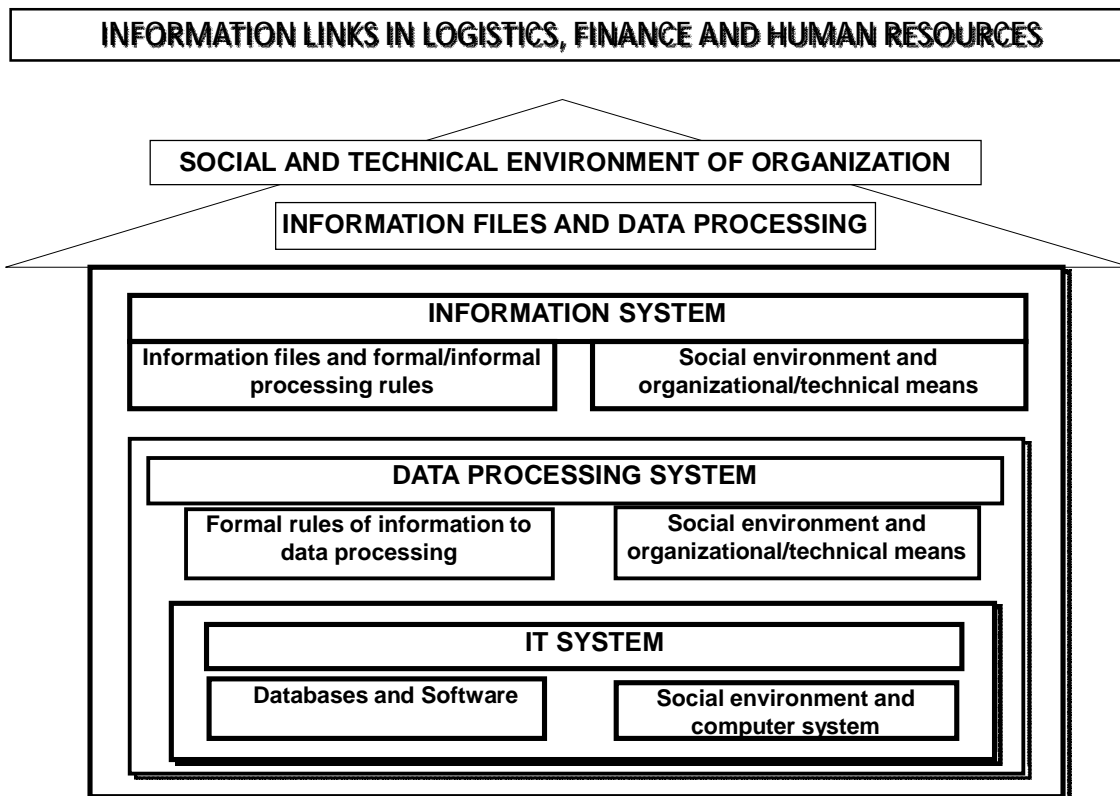 INFORMATION LINKS IN LOGISTICS, FINANCE AND HUMAN RESOURCES
SOCIAL AND TECHNICAL ENVIRONMENT OF ORGANIZATION
INFORMATION FILES AND DATA PROCESSING
INFORMATION SYSTEM
Information files and formal/informal
processing rules
Social environment and
organizational/technical means
DATA PROCESSING SYSTEM
Formal rules of information to
data processing
Social environment and
organizational/technical means
IT SYSTEM
Databases and Software
Social environment and
computer system